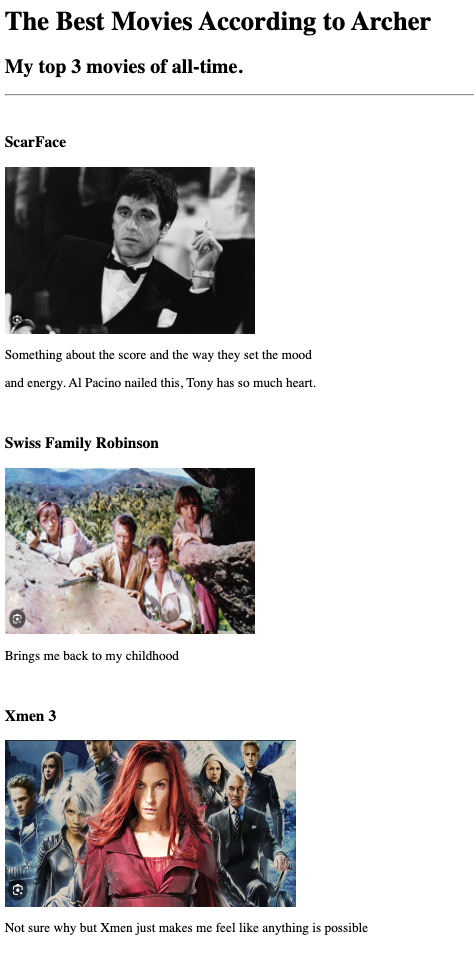 The Best Movies According to Archer
My top 3 movies of all-time.
ScarFace
Something about the score and the way they set the mood
and energy. Al Pacino nailed this, Tony has so much heart.
Swiss Family Robinson
Brings me back to my childhood
Xmen 3
Not sure why but Xmen just makes me feel like anything is possible